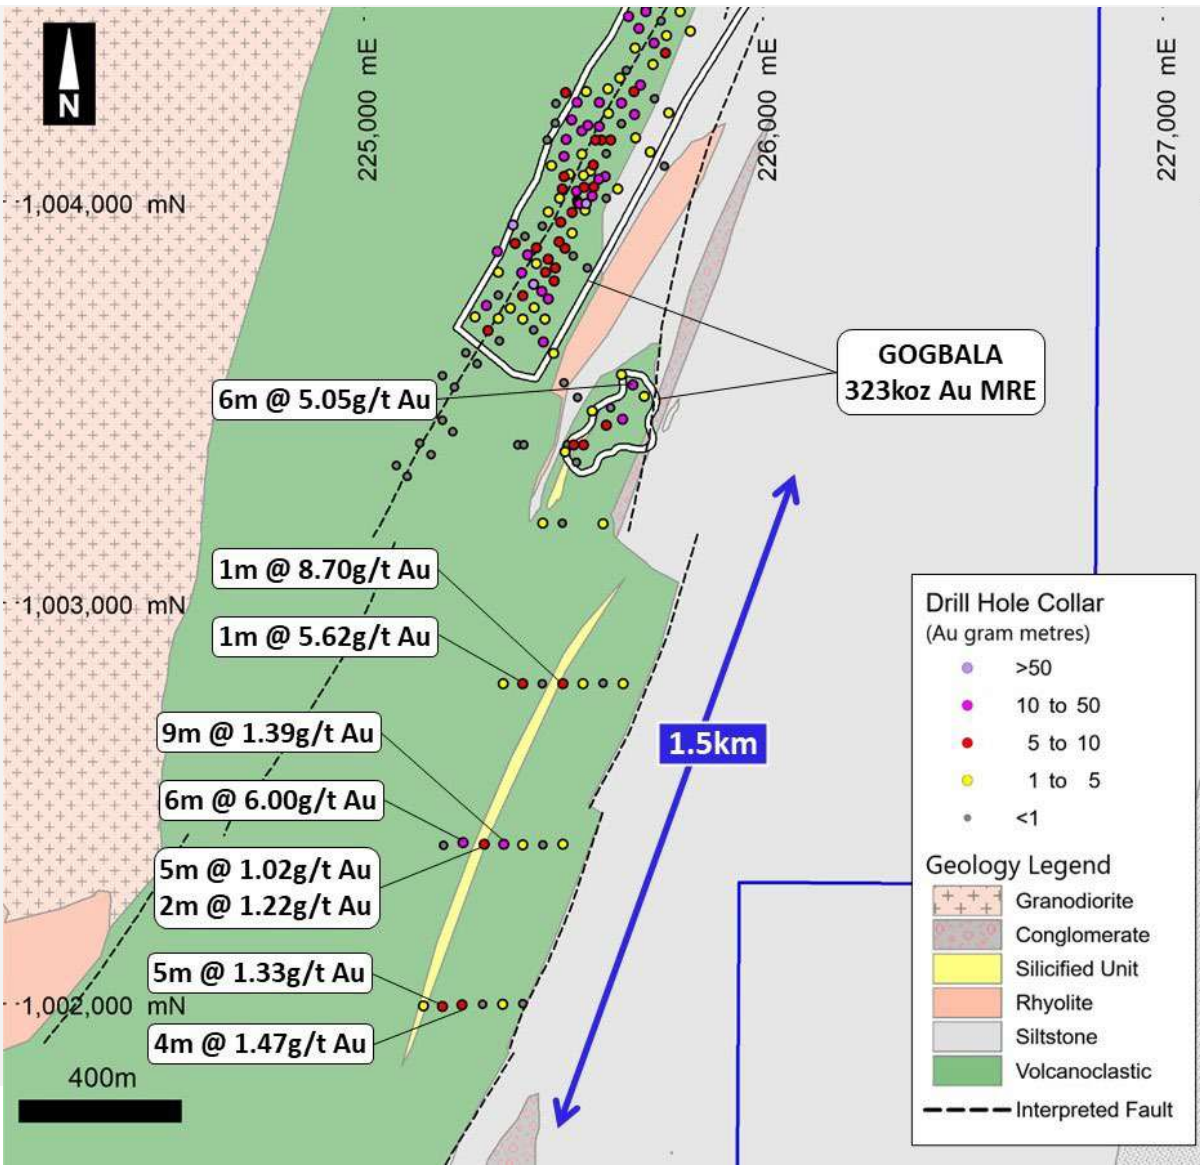 N
225,000 mE
226,000 mE
227,000 mE
1,004,000 mN
GOGBALA
323koz Au MRE
6m @ 5.05g/t Au
1m @ 8.70g/t Au
1,003,000 mN
1m @ 5.62g/t Au
9m @ 1.39g/t Au
1.5km
6m @ 6.00g/t Au
5m @ 1.02g/t Au
2m @ 1.22g/t Au
5m @ 1.33g/t Au
1,002,000 mN
4m @ 1.47g/t Au
400m
Drill Hole Collar
(Au gram metres)
>50
10 to 50
5 to 10
1 to 5
<1
Geology Legend
Granodiorite
Conglomerate
Silicified Unit
Rhyolite
Siltstone
Volcanoclastic
Interpreted Fault